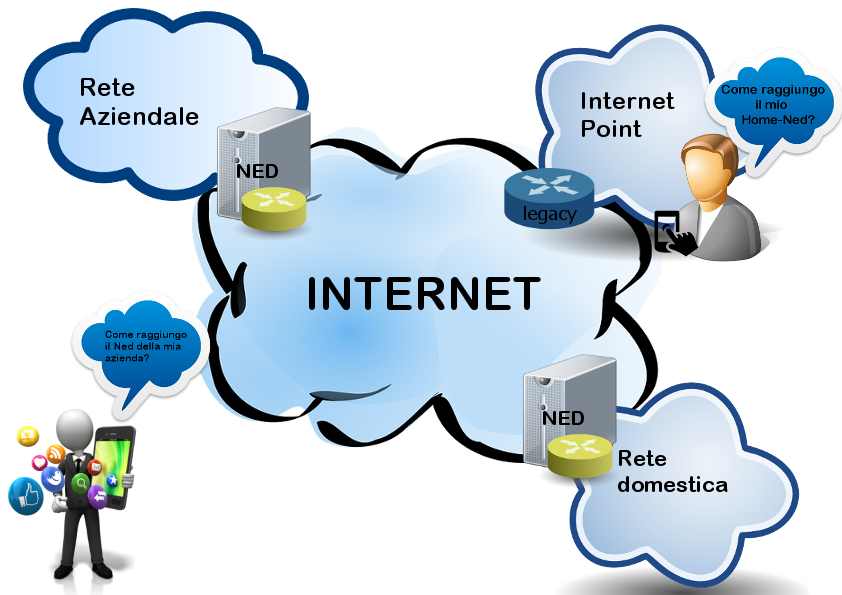 Rete
Aziendale
NED
Internet
Point
Come raggiungo
il mio
Home-Ned?
legacy
INTERNET
Come raggiungo
il Ned della mia
azienda?
NED
Rete
domestica